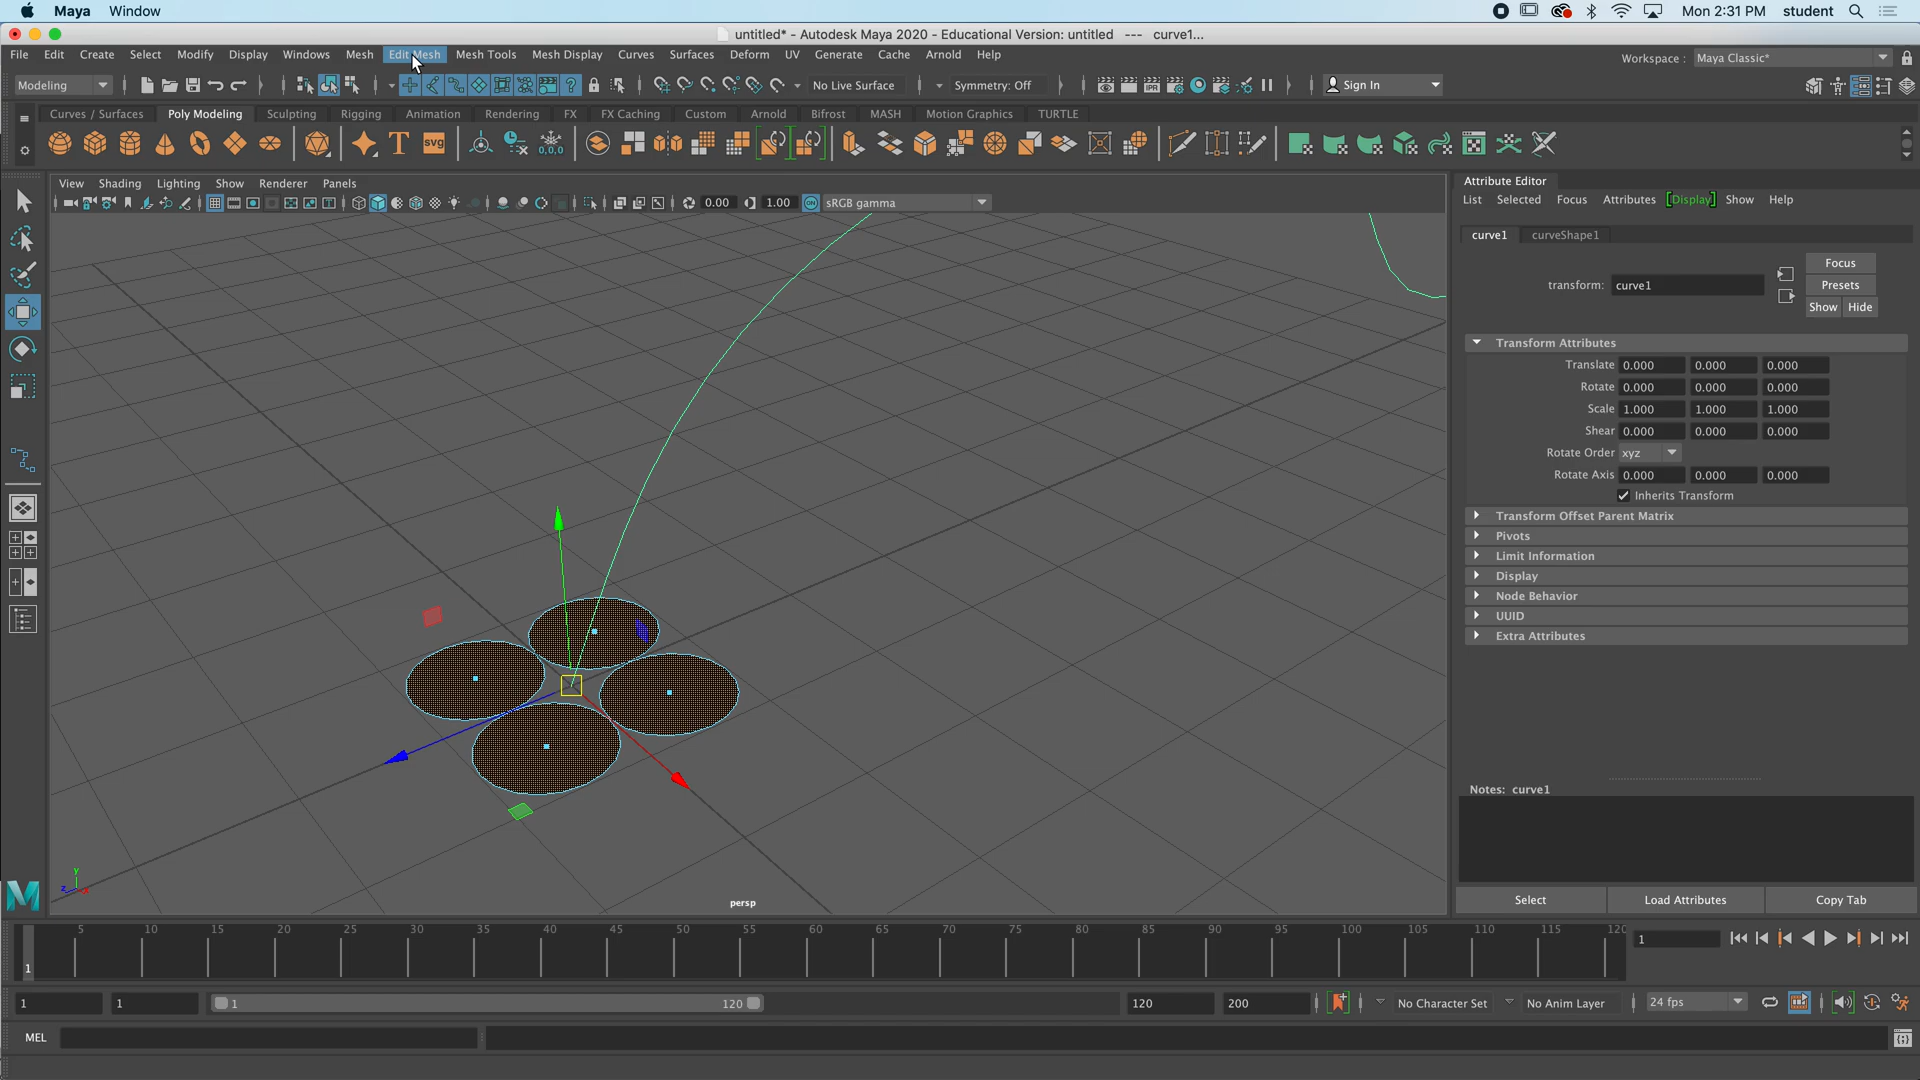 Maya Window Mon 2:31 PM student
untitled* - Autodesk Maya 2020 - Educational Version: untitled --- curve1...
File Edit Create Select Modify Display Windows Mesh Edit Mesh Mesh Tools Mesh Display Curves Surfaces Deform UV Generate Cache Arnold Help Workspace : Maya Classic*
Modeling No Live Surface Symmetry: Off Sign In
Curves / Surfaces Poly Modeling Sculpting Rigging Animation Rendering FX FX Caching Custom Arnold Bifrost MASH Motion Graphics TURTLE
T SVG 0,0,0
View Shading Lighting Show Renderer Panels
0.00 1.00 ON sRGB gamma
Attribute Editor
List Selected Focus Attributes Display Show Help
curve1 curveShape1
transform: curve1
Focus
Presets
Show Hide
Transform Attributes
Translate 0.000 0.000 0.000
Rotate 0.000 0.000 0.000
Scale 1.000 1.000 1.000
Shear 0.000 0.000 0.000
Rotate Order xyz
Rotate Axis 0.000 0.000 0.000
Inherits Transform
Transform Offset Parent Matrix
Pivots
Limit Information
Display
Node Behavior
UUID
Extra Attributes
Notes: curve1
Select Load Attributes Copy Tab
y
z x
persp
5 10 15 20 25 30 35 40 45 50 55 60 65 70 75 80 85 90 95 100 105 110 115 120
1
1
1 1 1 120 120 200 No Character Set No Anim Layer 24 fps
MEL